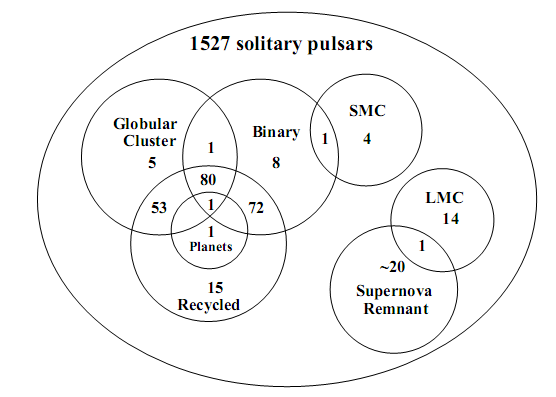 1527 solitary pulsars
SMC
4
Globular
Cluster
5
1
Binary
8
1
80
53
1
72
1
Planets
15
Recycled
LMC
14
1
~20
Supernova
Remnant